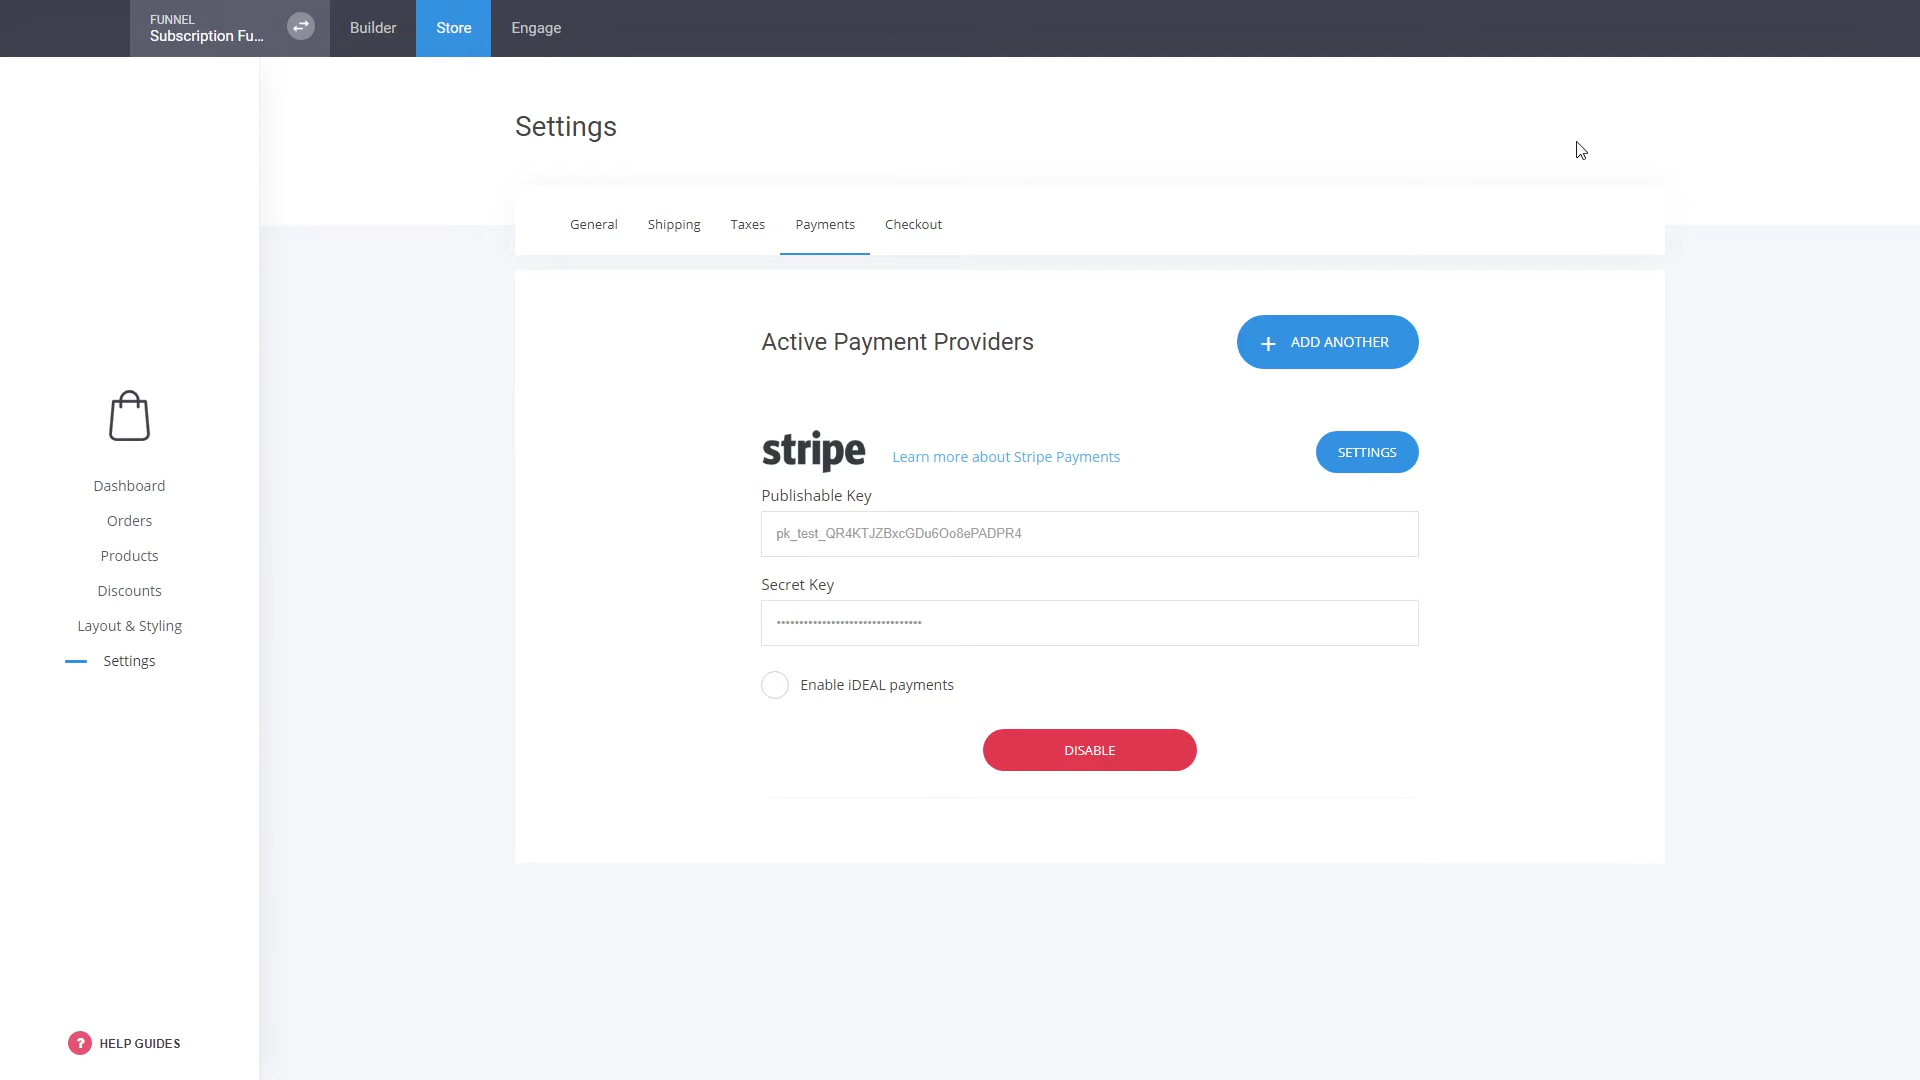 FUNNEL
Subscription Fu...
Builder
Store
Engage
Settings
General
Shipping
Taxes
Payments
Checkout
Active Payment Providers
+ ADD ANOTHER
stripe
Learn more about Stripe Payments
SETTINGS
Publishable Key
pk_test_QR4KTJZBxcGDu6Oo8ePADPR4
Secret Key
Enable iDEAL payments
DISABLE
Dashboard
Orders
Products
Discounts
Layout & Styling
Settings
? HELP GUIDES